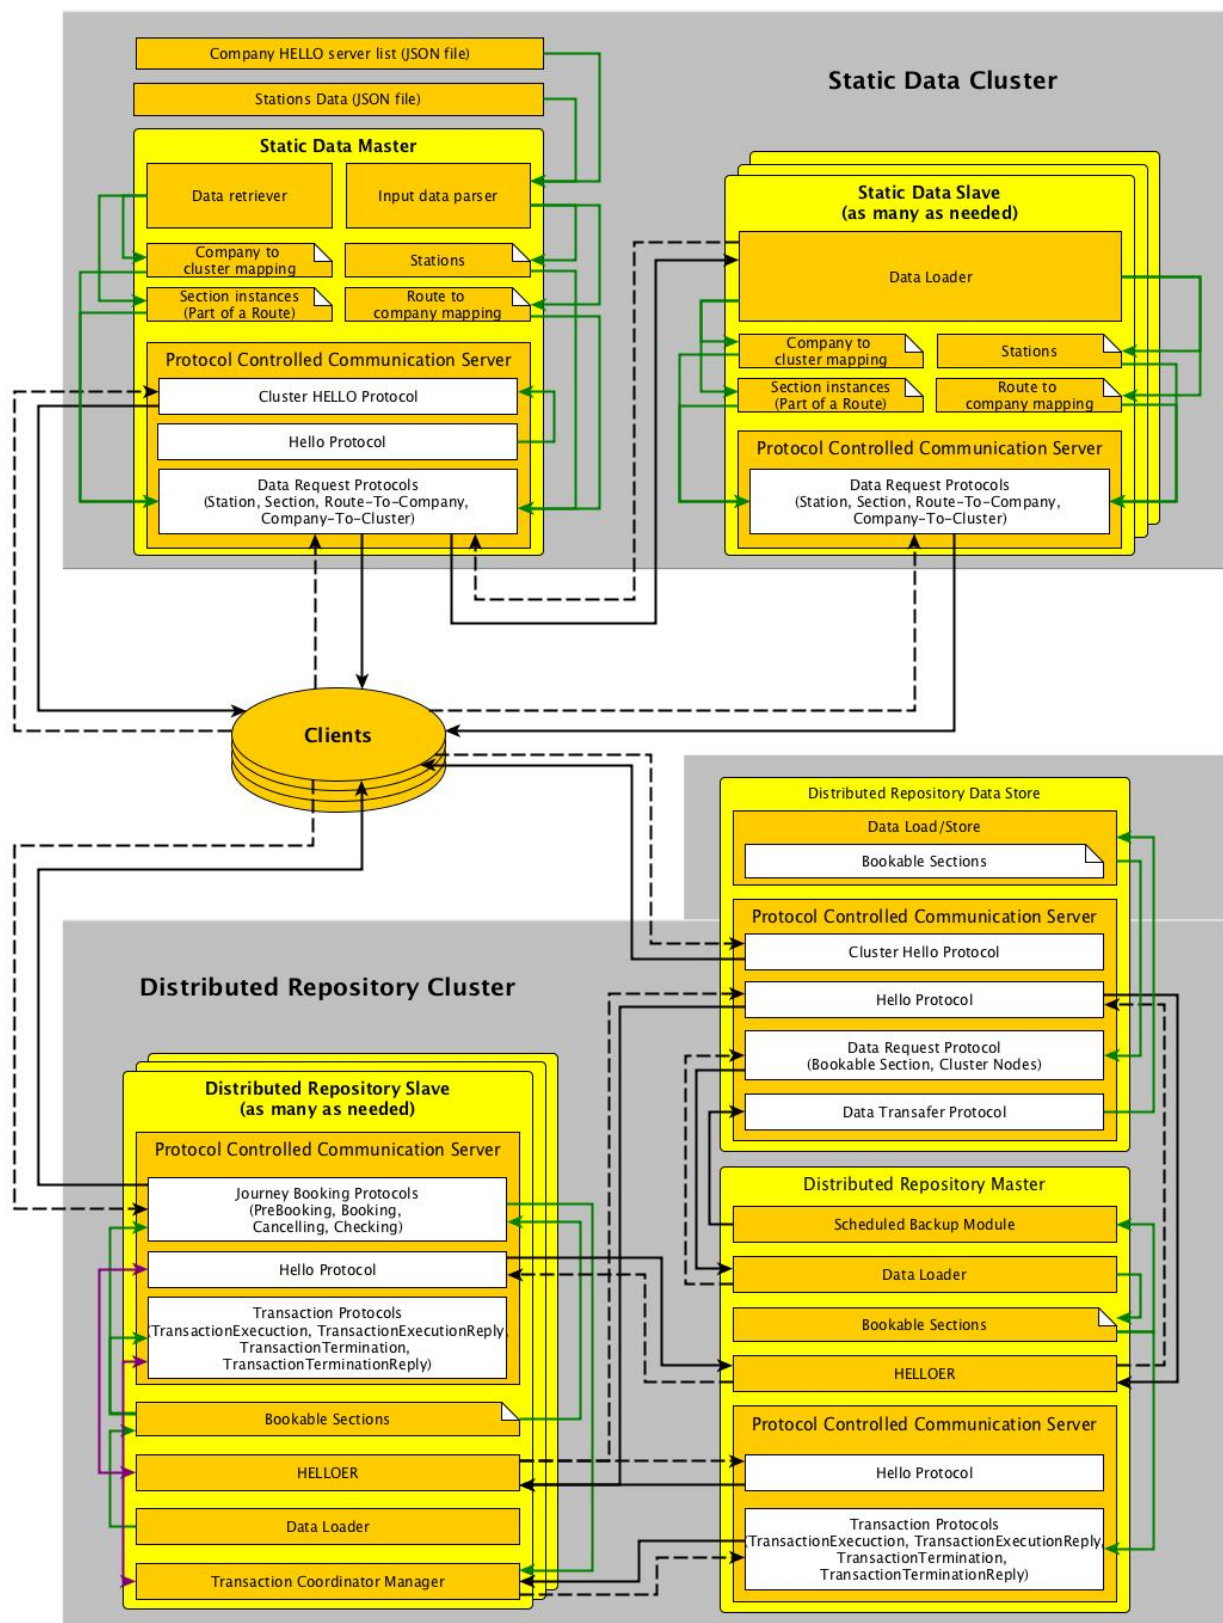 Company HELLO server list (JSON file)
Stations Data (JSON file)
Static Data Cluster
Static Data Master
Data retriever
Input data parser
Company to
cluster mapping
Stations
Section instances
(Part of a Route)
Route to
company mapping
Protocol Controlled Communication Server
Cluster HELLO Protocol
Hello Protocol
Data Request Protocols
(Station, Section, Route-To-Company,
Company-To-Cluster)
Static Data Slave
(as many as needed)
Data Loader
Company to
cluster mapping
Stations
Section instances
(Part of a Route)
Route to
company mapping
Protocol Controlled Communication Server
Data Request Protocols
(Station, Section, Route-To-Company,
Company-To-Cluster)
Clients
Distributed Repository Data Store
Data Load/Store
Bookable Sections
Protocol Controlled Communication Server
Cluster Hello Protocol
Hello Protocol
Data Request Protocol
(Bookable Section, Cluster Nodes)
Data Transafer Protocol
Distributed Repository Cluster
Distributed Repository Slave
(as many as needed)
Protocol Controlled Communication Server
Journey Booking Protocols
(PreBooking, Booking,
Cancelling, Checking)
Hello Protocol
Transaction Protocols
(TransactionExecution, TransactionExecutionReply,
TransactionTermination,
TransactionTerminationReply)
Bookable Sections
HELLOER
Data Loader
Transaction Coordinator Manager
Distributed Repository Master
Scheduled Backup Module
Data Loader
Bookable Sections
HELLOER
Protocol Controlled Communication Server
Hello Protocol
Transaction Protocols
(TransactionExecution, TransactionExecutionReply,
TransactionTermination,
TransactionTerminationReply)